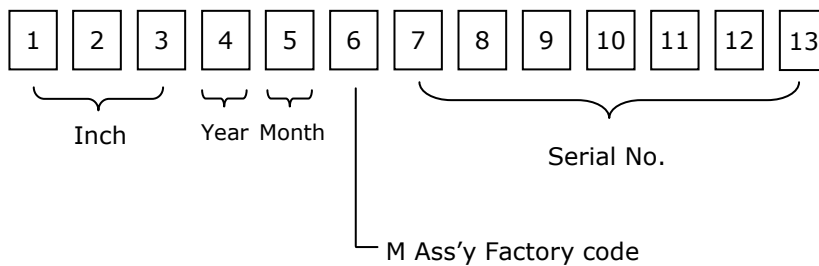 1 2 3 4 5 6 7 8 9 10 11 12 13
Inch Year Month
Serial No.
M Ass’y Factory code